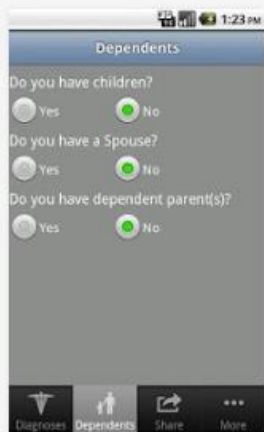 1:23 PM
Dependents
Do you have children?
Yes No
Do you have a Spouse?
Yes No
Do you have dependent parent(s)?
Yes No
Diagnoses Dependents Share More